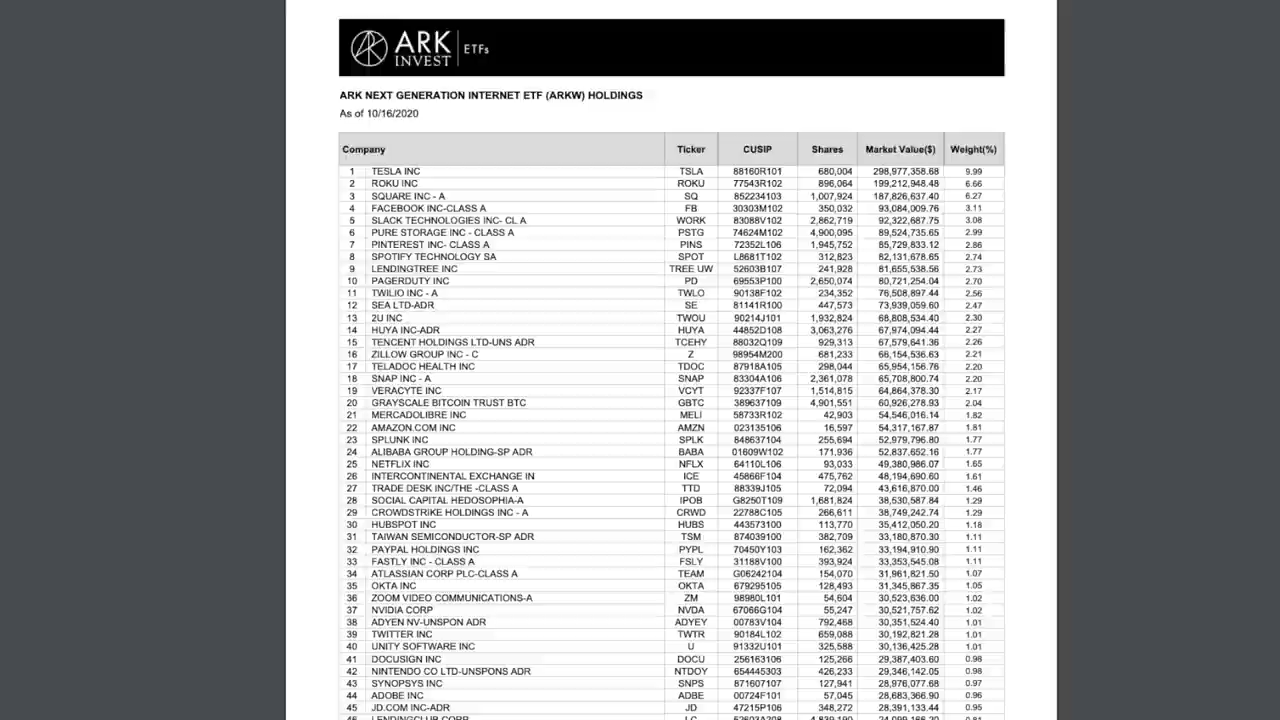 ARK INVEST ETFs
ARK NEXT GENERATION INTERNET ETF (ARKW) HOLDINGS
As of 10/16/2020
Company Ticker CUSIP Shares Market Value($) Weight(%)
1 TESLA INC TSLA 88160R101 680,004 298,977,358.68 9.99
2 ROKU INC ROKU 77543R102 896,064 199,212,948.48 6.66
3 SQUARE INC - A SQ 852234103 1,007,924 187,826,637.40 6.27
4 FACEBOOK INC-CLASS A FB 30303M102 350,032 93,084,009.76 3.11
5 SLACK TECHNOLOGIES INC- CL A WORK 83088V102 2,862,719 92,322,687.75 3.08
6 PURE STORAGE INC - CLASS A PSTG 74624M102 4,900,095 89,524,735.65 2.99
7 PINTEREST INC- CLASS A PINS 72352L106 1,945,752 85,729,833.12 2.86
8 SPOTIFY TECHNOLOGY SA SPOT L8681T102 312,823 82,131,678.65 2.74
9 LENDINGTREE INC TREE UW 52603B107 241,928 81,655,538.56 2.73
10 PAGERDUTY INC PD 69553P100 2,650,074 80,721,254.04 2.70
11 TWILIO INC - A TWLO 90138F102 234,352 76,508,897.44 2.56
12 SEA LTD-ADR SE 81141R100 447,573 73,939,059.60 2.47
13 2U INC TWOU 90214J101 1,932,824 68,808,534.40 2.30
14 HUYA INC-ADR HUYA 44852D108 3,063,276 67,974,094.44 2.27
15 TENCENT HOLDINGS LTD-UNS ADR TCEHY 88032Q109 929,313 67,579,641.36 2.26
16 ZILLOW GROUP INC - C Z 98954M200 681,233 66,154,536.63 2.21
17 TELADOC HEALTH INC TDOC 87918A105 298,044 65,954,156.76 2.20
18 SNAP INC - A SNAP 83304A106 2,361,078 65,708,800.74 2.20
19 VERACYTE INC VCYT 92337F107 1,514,815 64,864,378.30 2.17
20 GRAYSCALE BITCOIN TRUST BTC GBTC 389637109 4,901,551 60,926,278.93 2.04
21 MERCADOLIBRE INC MELI 58733R102 42,903 54,546,016.14 1.82
22 AMAZON.COM INC AMZN 023135106 16,597 54,317,167.87 1.81
23 SPLUNK INC SPLK 848637104 255,694 52,979,796.80 1.77
24 ALIBABA GROUP HOLDING-SP ADR BABA 01609W102 171,936 52,837,652.16 1.77
25 NETFLIX INC NFLX 64110L106 93,033 49,380,986.07 1.65
26 INTERCONTINENTAL EXCHANGE IN ICE 45866F104 475,762 48,194,690.60 1.61
27 TRADE DESK INC/THE -CLASS A TTD 88339J105 72,094 43,616,870.00 1.46
28 SOCIAL CAPITAL HEDOSOPHIA-A IPOB G8250T109 1,681,824 38,530,587.84 1.29
29 CROWDSTRIKE HOLDINGS INC - A CRWD 22788C105 266,611 38,749,242.74 1.29
30 HUBSPOT INC HUBS 443573100 113,770 35,412,050.20 1.18
31 TAIWAN SEMICONDUCTOR-SP ADR TSM 874039100 382,709 33,180,870.30 1.11
32 PAYPAL HOLDINGS INC PYPL 70450Y103 162,362 33,194,910.90 1.11
33 FASTLY INC - CLASS A FSLY 31188V100 393,924 33,353,545.08 1.11
34 ATLASSIAN CORP PLC-CLASS A TEAM G06242104 154,070 31,961,821.50 1.07
35 OKTA INC OKTA 679295105 128,493 31,345,867.35 1.05
36 ZOOM VIDEO COMMUNICATIONS-A ZM 98980L101 54,604 30,523,636.00 1.02
37 NVIDIA CORP NVDA 67066G104 55,247 30,521,757.62 1.02
38 ADYEN NV-UNSPON ADR ADYEY 00783V104 792,468 30,351,524.40 1.01
39 TWITTER INC TWTR 90184L102 659,088 30,192,821.28 1.01
40 UNITY SOFTWARE INC U 91332U101 325,588 30,136,425.28 1.01
41 DOCUSIGN INC DOCU 256163106 125,266 29,387,403.60 0.98
42 NINTENDO CO LTD-UNSPONS ADR NTDOY 654445303 426,233 29,346,142.05 0.98
43 SYNOPSYS INC SNPS 871607107 127,941 28,976,077.68 0.97
44 ADOBE INC ADBE 00724F101 57,045 28,683,366.90 0.96
45 JD.COM INC-ADR JD 47215P106 348,272 28,391,133.44 0.95
46 LENDINGCLUB CORP LC